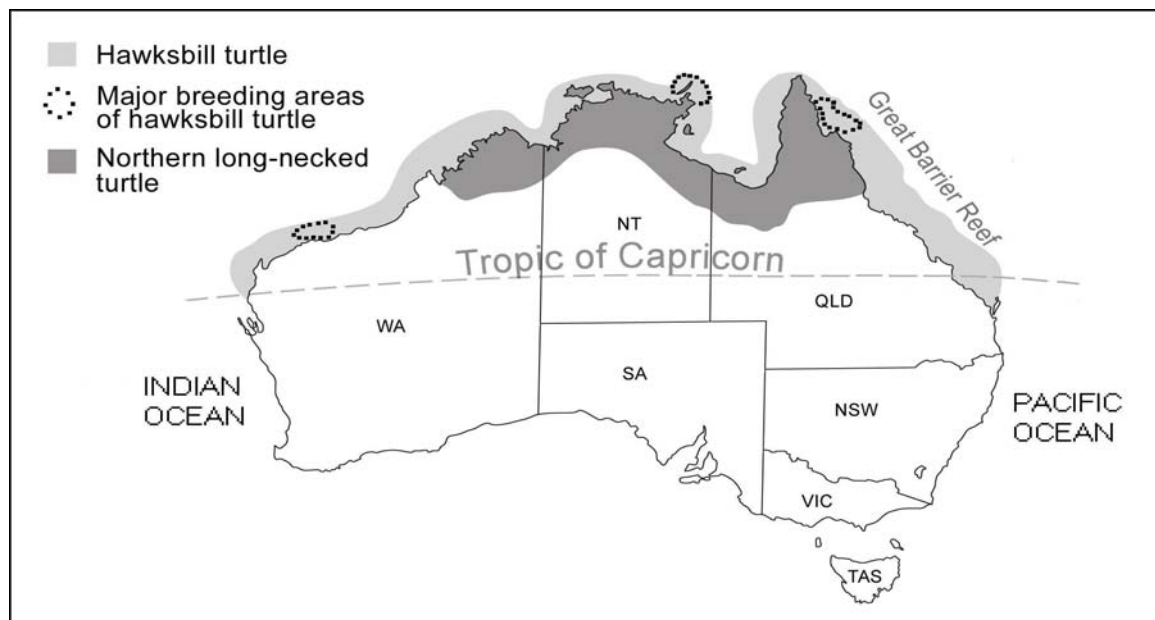 Hawksbill turtle
Major breeding areas
of hawksbill turtle
Northern long-necked
turtle
Great Barrier Reef
NT
Tropic of Capricorn
QLD
WA
SA
INDIAN
OCEAN
NSW
PACIFIC
OCEAN
VIC
TAS